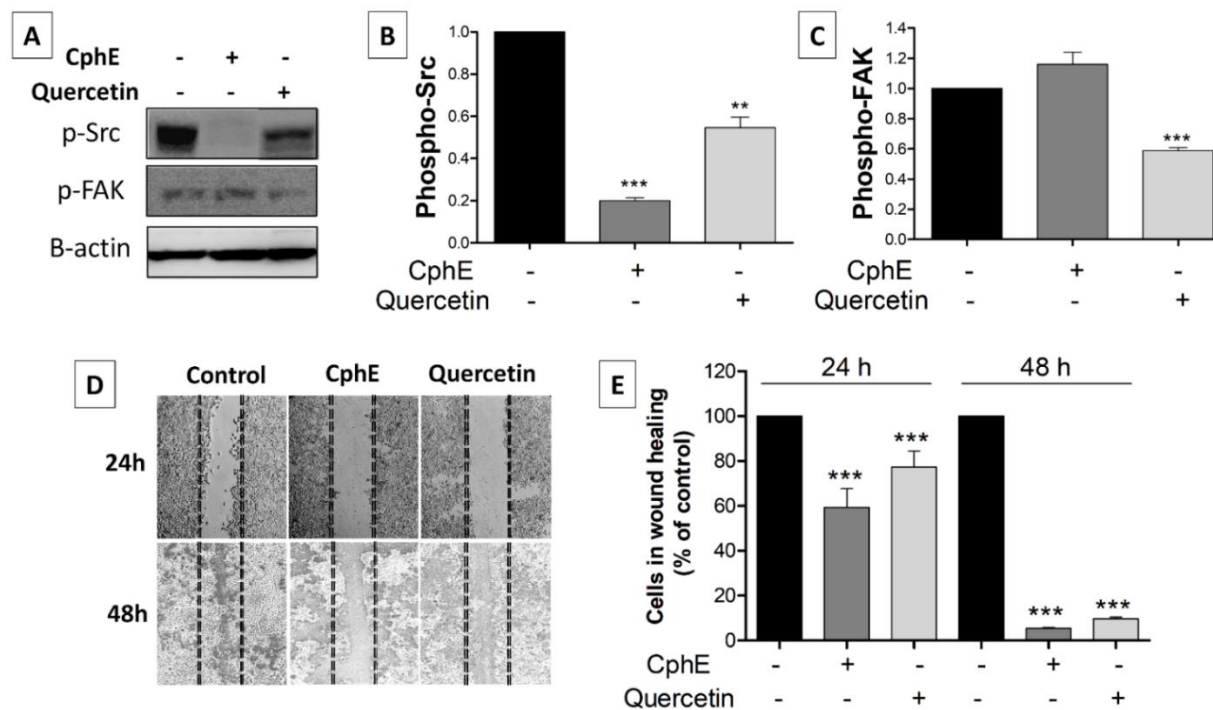 A
CphE - + -
Quercetin - - +
p-Src
p-FAK
B-actin
B
Phospho-Src
1.0
0.8
0.6
0.4
0.2
0.0
***
**
CphE - + -
Quercetin - - +
C
Phospho-FAK
1.4
1.2
1.0
0.8
0.6
0.4
0.2
0.0
***
CphE - + -
Quercetin - - +
D
Control CphE Quercetin
24h
48h
E
Cells in wound healing
(% of control)
120
100
80
60
40
20
0
24 h 48 h
***
***
***
***
CphE - + - - + -
Quercetin - - + - - +